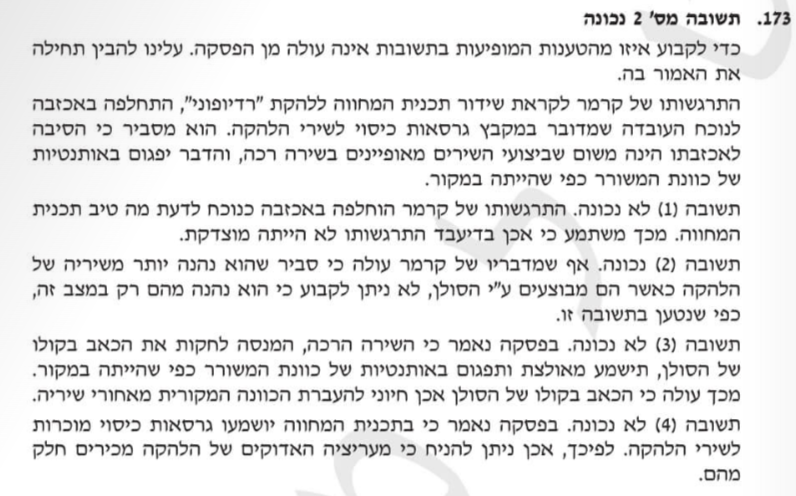 173. תשובה מס' 2 נכונה
כדי לקבוע איזו מהטענות המופיעות בתשובות אינה עולה מן הפסקה. עלינו להבין תחילה
את האמור בה.
התרגשותו של קרמר לקראת שידור תכנית המחווה ללהקת "רדיופוני", התחלפה באכזבה
לנוכח העובדה שמדובר במקבץ גרסאות כיסוי לשירי הלהקה. הוא מסביר כי הסיבה
לאכזבתו הינה משום שביצועי השירים מאופיינים בשירה רכה, והדבר יפגום באותנטיות
של כוונת המשורר כפי שהייתה במקור.
תשובה (1) לא נכונה. התרגשותו של קרמר הוחלפה באכזבה כנוכח לדעת מה טיב תכנית
המחווה. מכך משתמע כי אכן בדיעבד התרגשותו לא הייתה מוצדקת.
תשובה (2) נכונה. אף שמדבריו של קרמר עולה כי סביר שהוא נהנה יותר משיריה של
הלהקה כאשר הם מבוצעים ע"י הסולן, לא ניתן לקבוע כי הוא נהנה מהם רק במצב זה,
כפי שנטען בתשובה זו.
תשובה (3) לא נכונה. בפסקה נאמר כי השירה הרכה, המנסה לחקות את הכאב בקולו
של הסולן, תישמע מאולצת ותפגום באותנטיות של כוונת המשורר כפי שהייתה במקור.
מכך עולה כי הכאב בקולו של הסולן אכן חיוני להעברת הכוונה המקורית מאחורי שיריה.
תשובה (4) לא נכונה. בפסקה נאמר כי בתכנית המחווה יושמעו גרסאות כיסוי מוכרות
לשירי הלהקה. לפיכך, אכן ניתן להניח כי מעריציה האדוקים של הלהקה מכירים חלק
מהם.